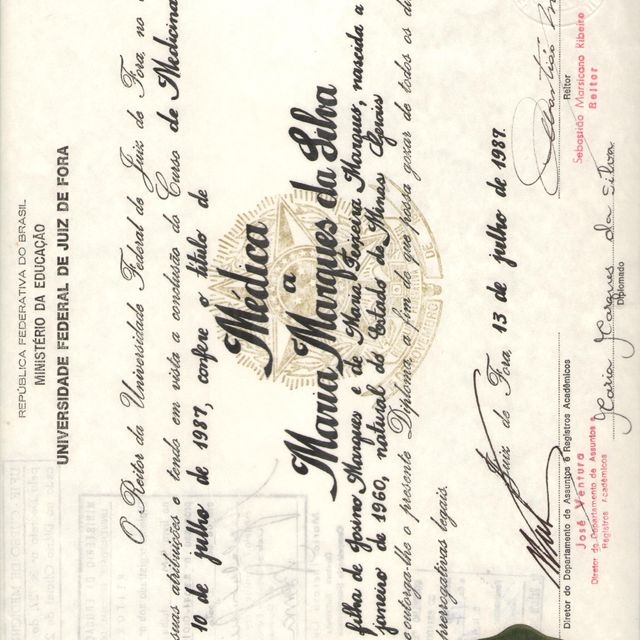 REPÚBLICA FEDERATIVA DO BRASIL
MINISTÉRIO DA EDUCAÇÃO
UNIVERSIDADE FEDERAL DE JUIZ DE FORA
O Reitor da Universidade Federal de Juiz de Fora, no
suas atribuições e tendo em vista a conclusão do Curso de Medicina
10 de julho de 1987, confere o título de
Médica
a
Maria Marques da Silva
filha de Josino Marques e de Maria Ferreira Marques, nascida a
janeiro de 1960, natural do Estado de Minas Gerais
e outorga-lhe o presente Diploma, a fim de que possa gozar de todos os di
prerrogativas legais.
Juiz de Fora, 13 de julho de 1987.
Diretor do Departamento de Assuntos e Registros Acadêmicos
José Ventura
Diretor do Departamento de Assuntos e
Registros Acadêmicos
Maria Marques da Silva
Diplomado
Reitor
Sebastião Marsicano Ribeiro
Reitor